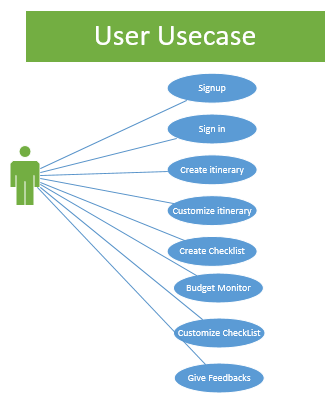 User Usecase
Signup
Sign in
Create itinerary
Customize itinerary
Create Checklist
Budget Monitor
Customize CheckList
Give Feedbacks